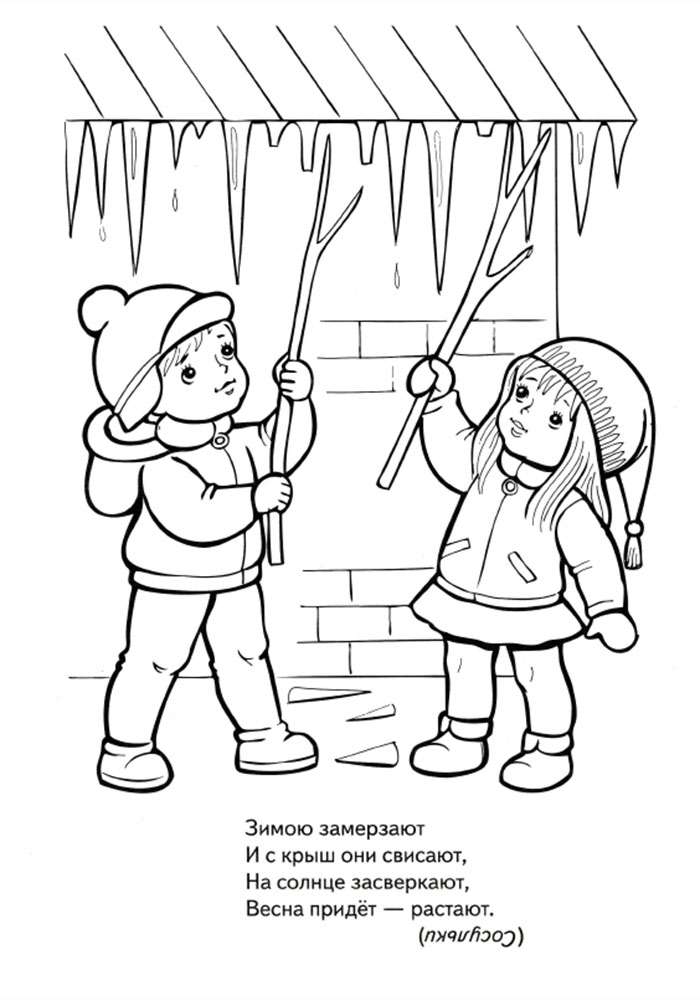 Зимою замерзают
И с крыш они свисают,
На солнце засверкают,
Весна придёт — растают.
(Сосульки)